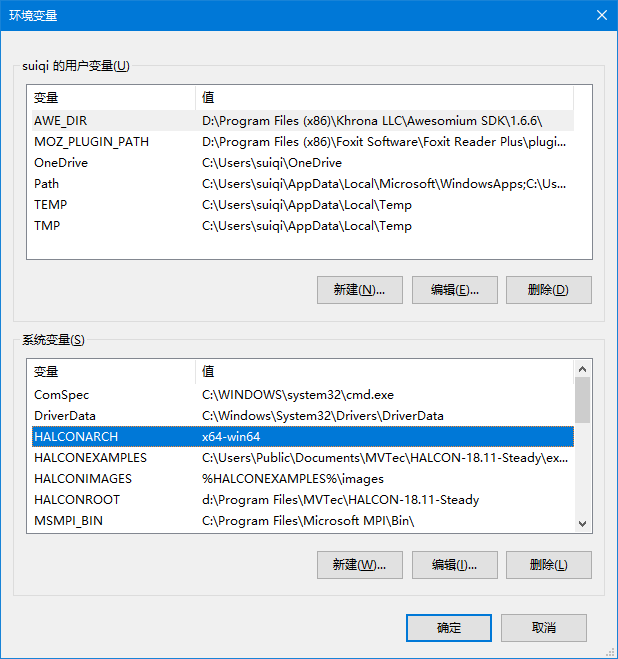 环境变量
suiqi 的用户变量(U)
变量 值
AWE_DIR D:\Program Files (x86)\Khrona LLC\Awesomium SDK\1.6.6\
MOZ_PLUGIN_PATH D:\Program Files (x86)\Foxit Software\Foxit Reader Plus\plugi...
OneDrive C:\Users\suiqi\OneDrive
Path C:\Users\suiqi\AppData\Local\Microsoft\WindowsApps;C:\Us...
TEMP C:\Users\suiqi\AppData\Local\Temp
TMP C:\Users\suiqi\AppData\Local\Temp
新建(N)... 编辑(E)... 删除(D)
系统变量(S)
变量 值
ComSpec C:\WINDOWS\system32\cmd.exe
DriverData C:\Windows\System32\Drivers\DriverData
HALCONARCH x64-win64
HALCONEXAMPLES C:\Users\Public\Documents\MVTec\HALCON-18.11-Steady\ex...
HALCONIMAGES %HALCONEXAMPLES%\images
HALCONROOT d:\Program Files\MVTec\HALCON-18.11-Steady
MSMPI_BIN C:\Program Files\Microsoft MPI\Bin\
新建(W)... 编辑(I)... 删除(L)
确定 取消